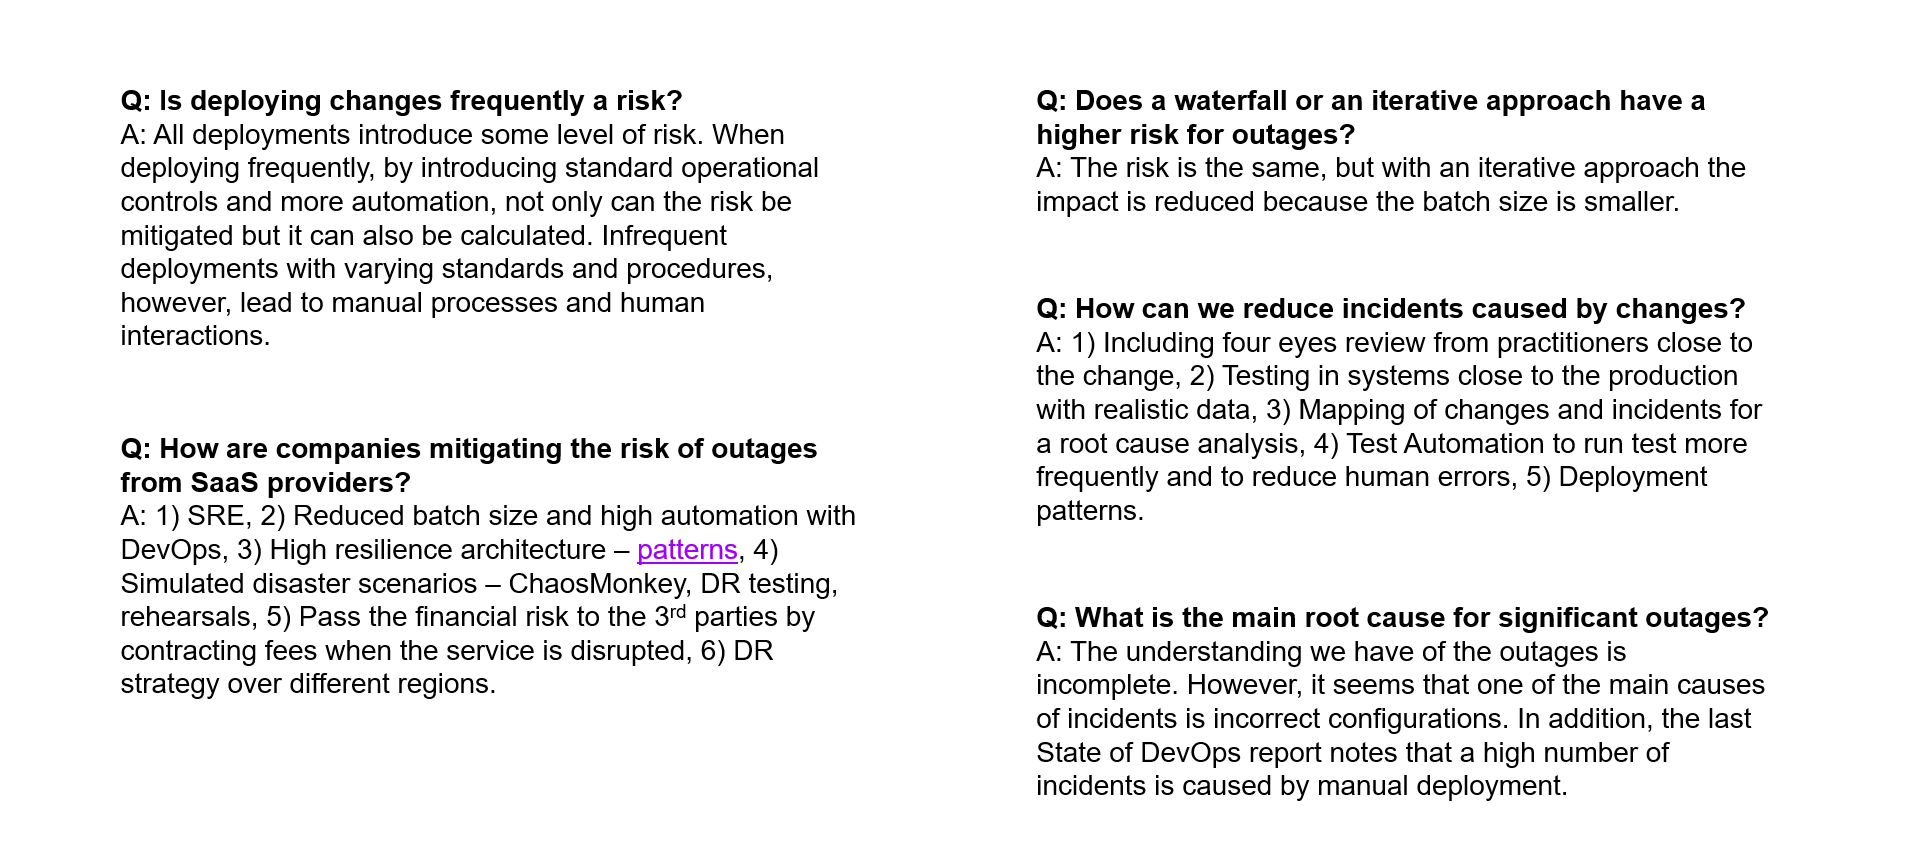 Q: Is deploying changes frequently a risk?
A: All deployments introduce some level of risk. When
deploying frequently, by introducing standard operational
controls and more automation, not only can the risk be
mitigated but it can also be calculated. Infrequent
deployments with varying standards and procedures,
however, lead to manual processes and human
interactions.
Q: How are companies mitigating the risk of outages
from SaaS providers?
A: 1) SRE, 2) Reduced batch size and high automation with
DevOps, 3) High resilience architecture – patterns, 4)
Simulated disaster scenarios – ChaosMonkey, DR testing,
rehearsals, 5) Pass the financial risk to the 3rd parties by
contracting fees when the service is disrupted, 6) DR
strategy over different regions.
Q: Does a waterfall or an iterative approach have a
higher risk for outages?
A: The risk is the same, but with an iterative approach the
impact is reduced because the batch size is smaller.
Q: How can we reduce incidents caused by changes?
A: 1) Including four eyes review from practitioners close to
the change, 2) Testing in systems close to the production
with realistic data, 3) Mapping of changes and incidents for
a root cause analysis, 4) Test Automation to run test more
frequently and to reduce human errors, 5) Deployment
patterns.
Q: What is the main root cause for significant outages?
A: The understanding we have of the outages is
incomplete. However, it seems that one of the main causes
of incidents is incorrect configurations. In addition, the last
State of DevOps report notes that a high number of
incidents is caused by manual deployment.